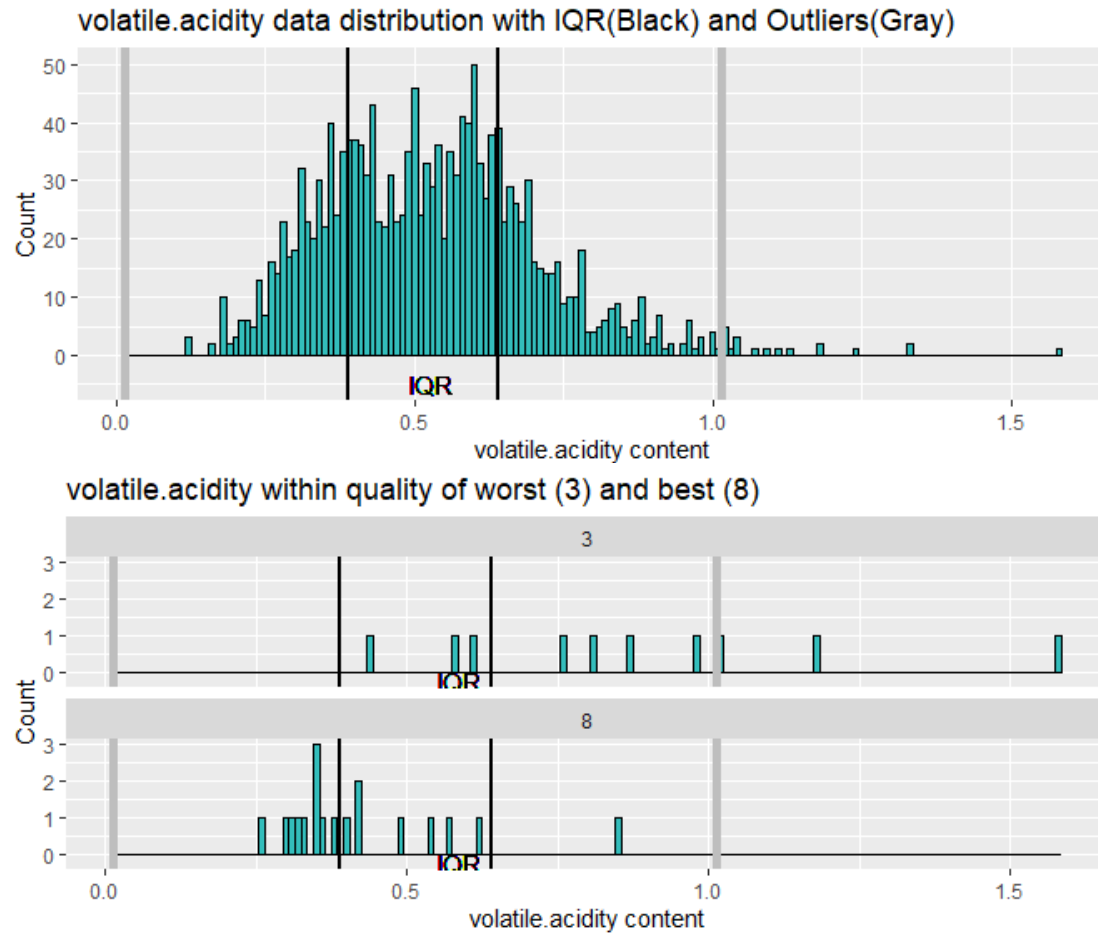 volatile.acidity data distribution with IQR(Black) and Outliers(Gray)
50
40
30
20
10
0
Count
IQR
0.0 0.5 1.0 1.5
volatile.acidity content
volatile.acidity within quality of worst (3) and best (8)
3
3
2
1
0
IQR
Count
8
3
2
1
0
IQR
0.0 0.5 1.0 1.5
volatile.acidity content